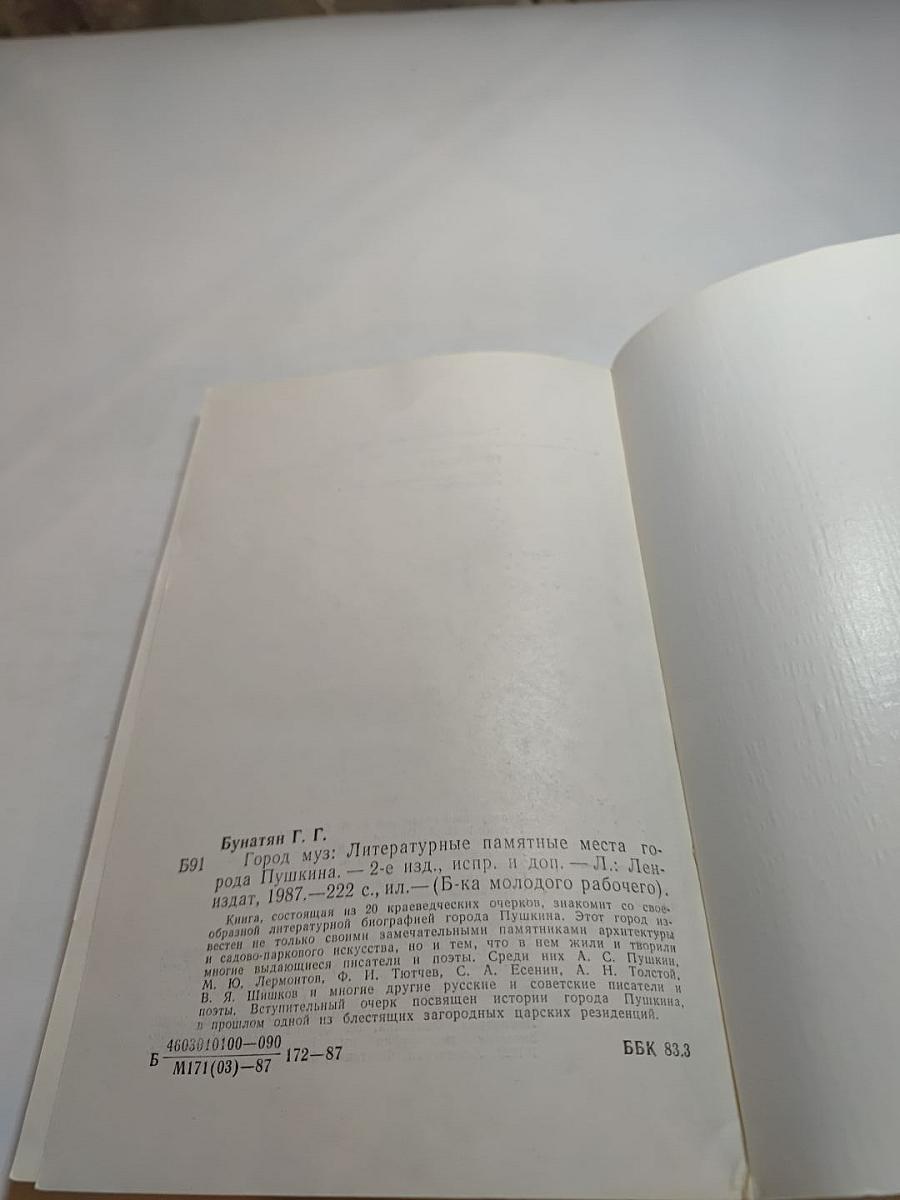 Бунатян Г. Г.
Б91 Город муз: Литературные памятные места го-
рода Пушкина. — 2-е изд., испр. и доп. — Л.: Лен-
издат, 1987.—222 с., ил.— (Б-ка молодого рабочего).
Книга, состоящая из 20 краеведческих очерков, знакомит со свое-
образной литературной биографией города Пушкина. Этот город из-
вестен не только своими замечательными памятниками архитектуры
и садово-паркового искусства, но и тем, что в нем жили и творили
многие выдающиеся писатели и поэты. Среди них А. С. Пушкин,
М. Ю. Лермонтов, Ф. И. Тютчев, С. А. Есенин, А. Н. Толстой,
В. Я. Шишков и многие другие русские и советские писатели и
поэты. Вступительный очерк посвящен истории города Пушкина,
в прошлом одной из блестящих загородных царских резиденций.
Б 4603010100—090
М171(03)—87 172—87 ББК 83.3